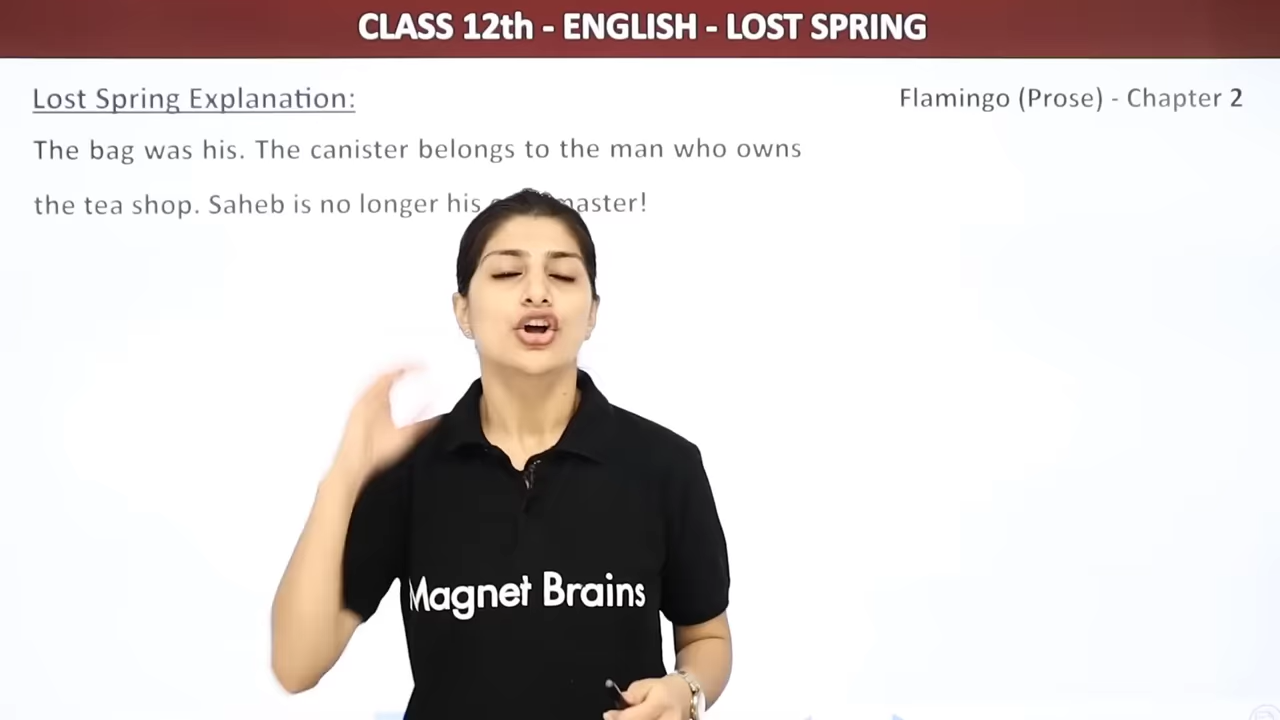 CLASS 12th - ENGLISH - LOST SPRING
Lost Spring Explanation:
Flamingo (Prose) - Chapter 2
The bag was his. The canister belongs to the man who owns
the tea shop. Saheb is no longer his master!
Magnet Brains